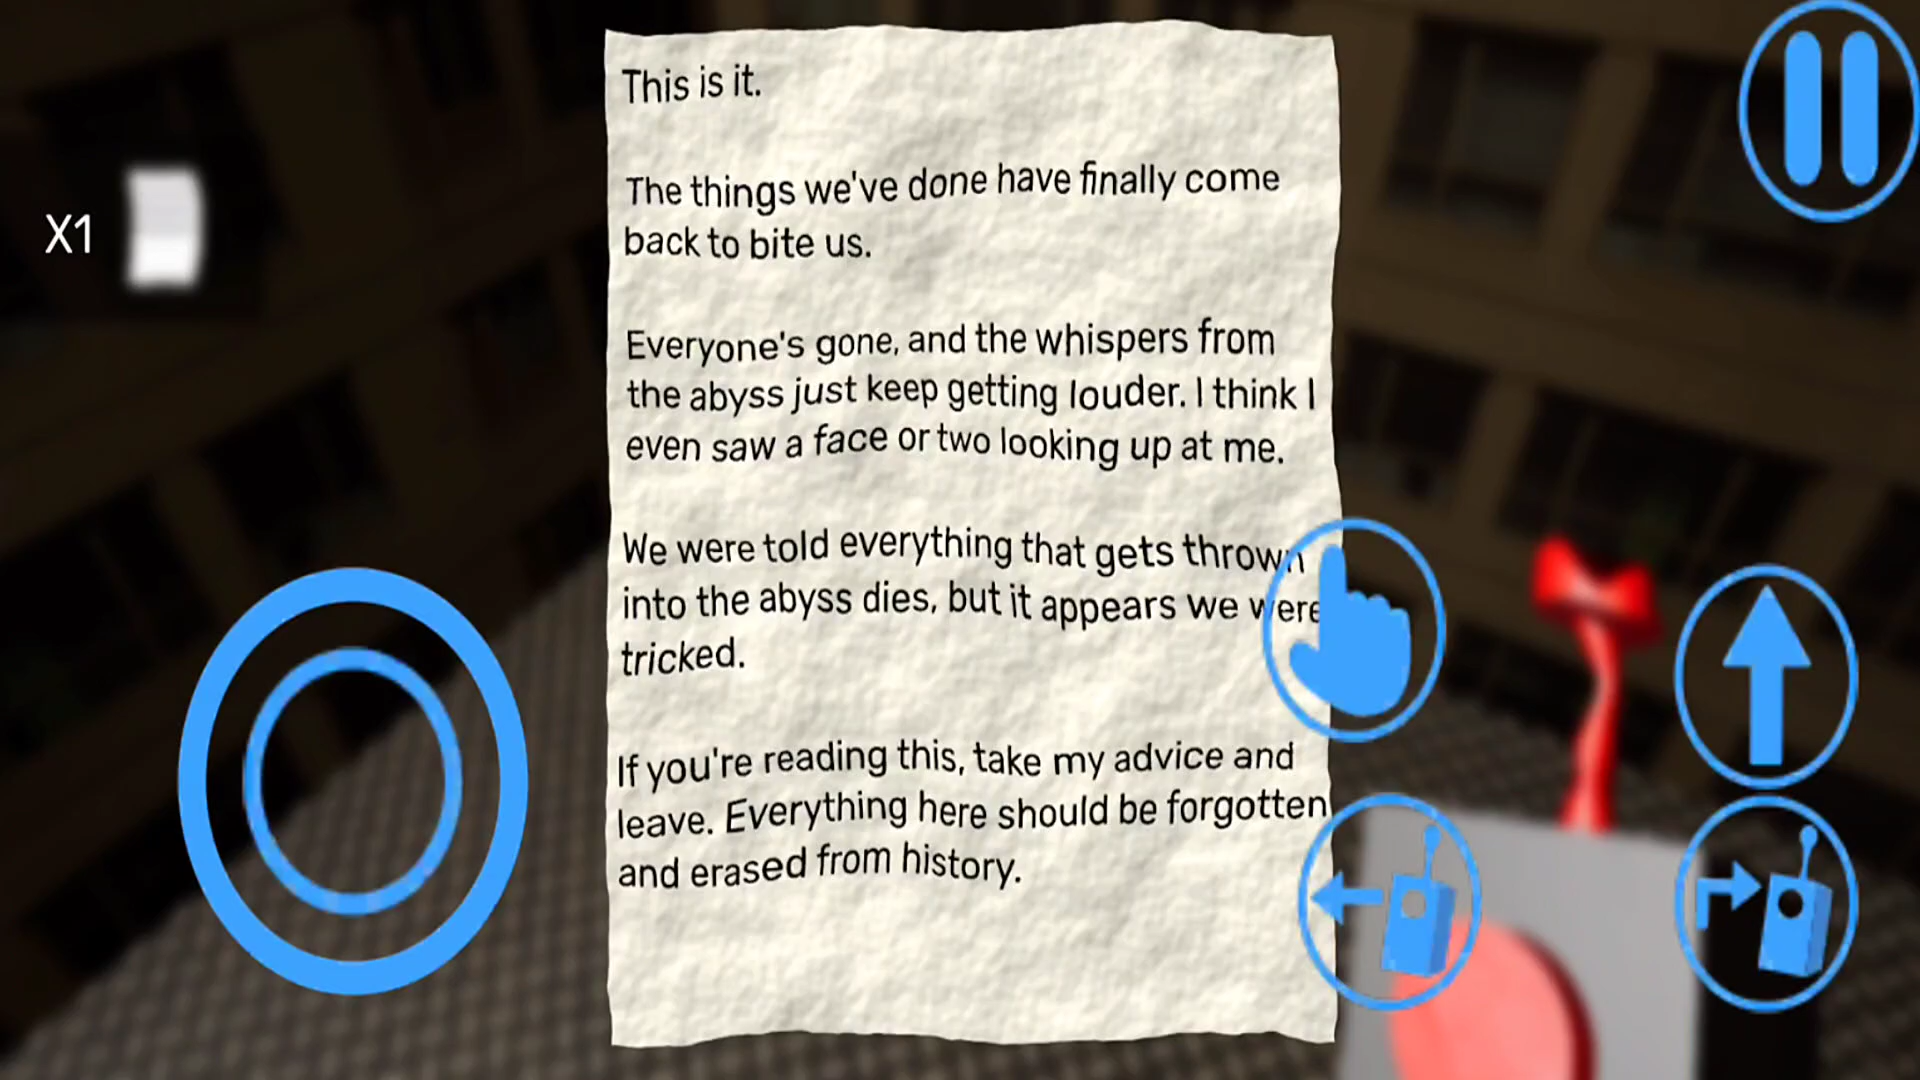 This is it.
The things we've done have finally come
back to bite us.
Everyone's gone, and the whispers from
the abyss just keep getting louder. I think I
even saw a face or two looking up at me.
We were told everything that gets thrown
into the abyss dies, but it appears we were
tricked.
If you're reading this, take my advice and
leave. Everything here should be forgotten
and erased from history.
X1